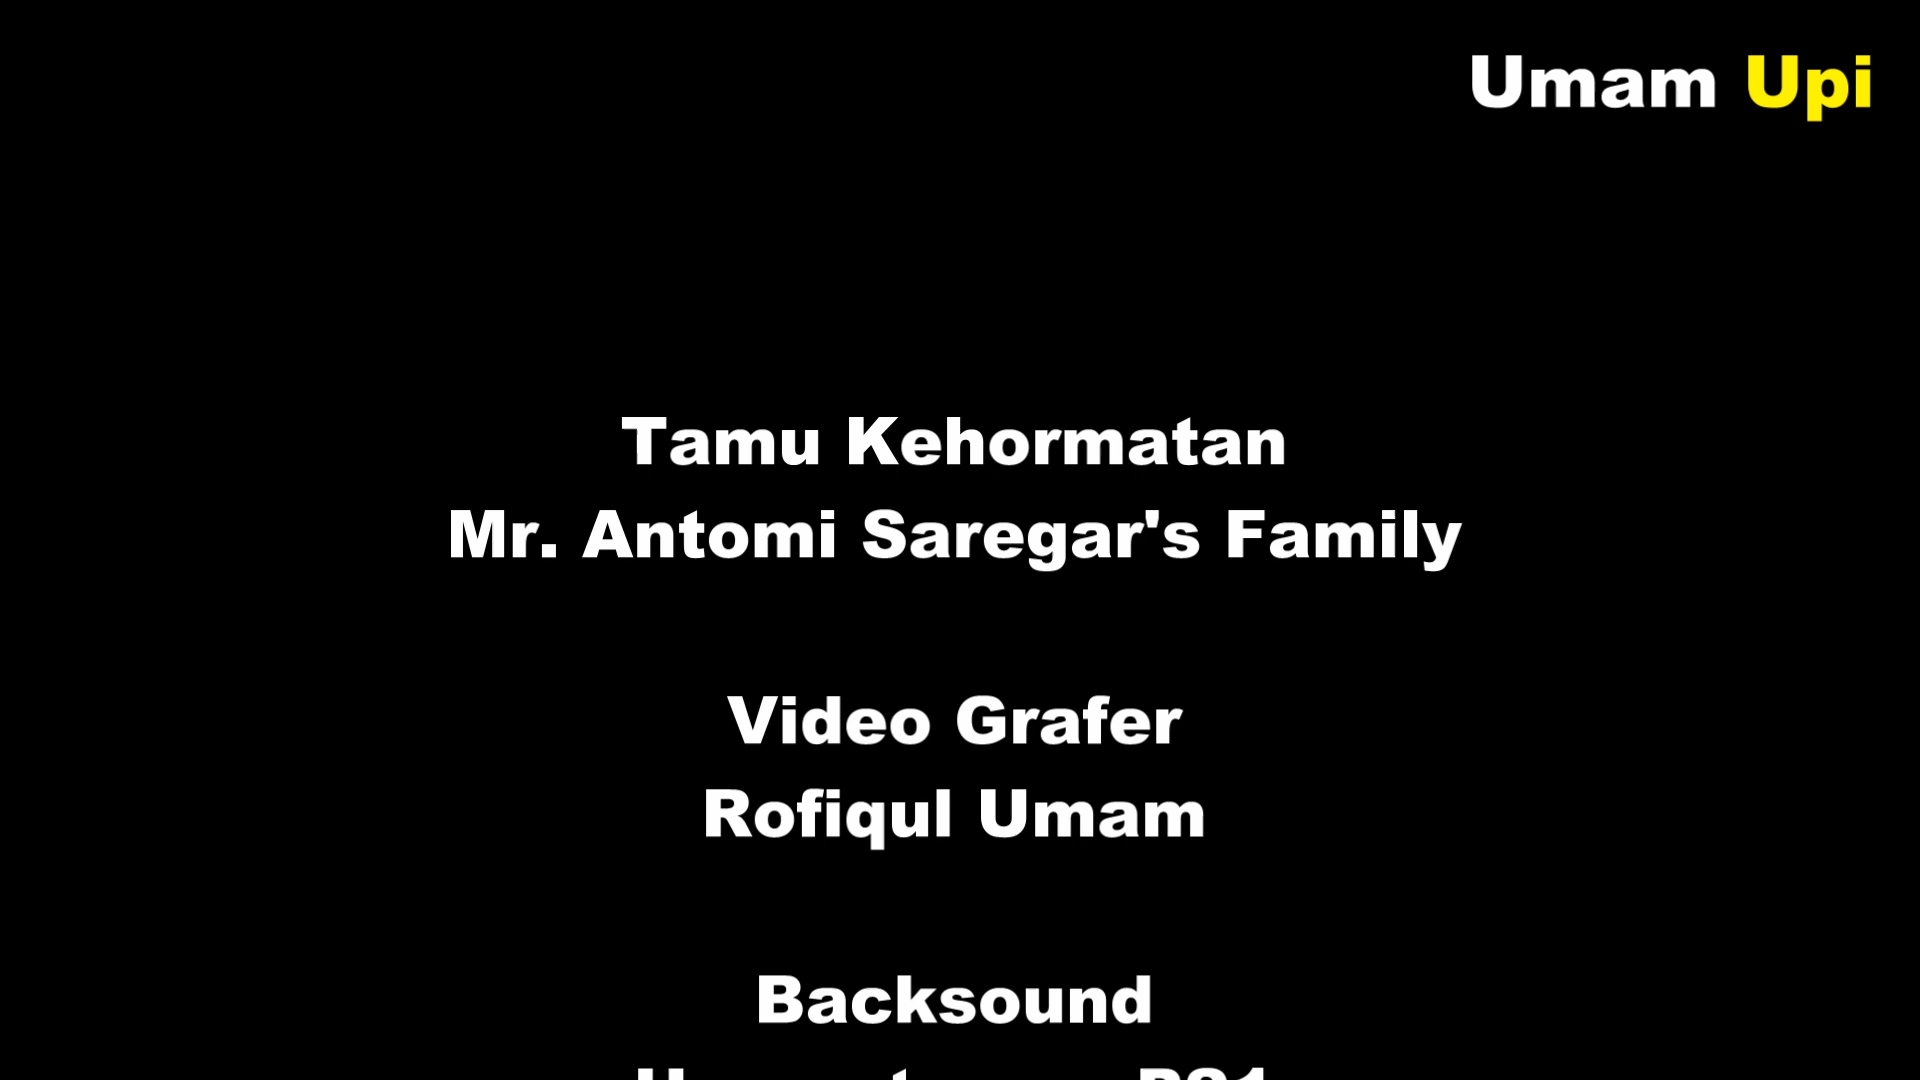 Umam Upi
Tamu Kehormatan
Mr. Antomi Saregar's Family
Video Grafer
Rofiqul Umam
Backsound